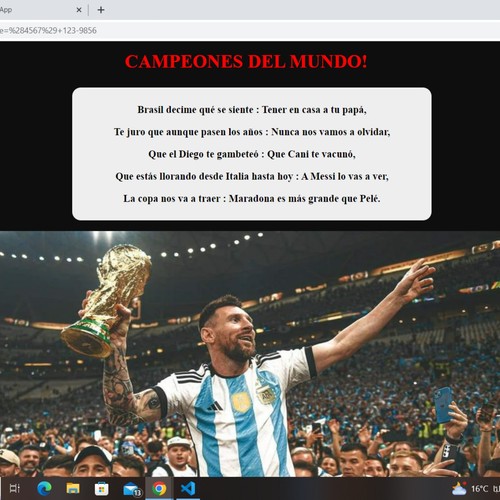 App
e=%284567%29+123-9856
CAMPEONES DEL MUNDO!
Brasil decime qué se siente : Tener en casa a tu papá,
Te juro que aunque pasen los años : Nunca nos vamos a olvidar,
Que el Diego te gambeteó : Que Cani te vacunó,
Que estás llorando desde Italia hasta hoy : A Messi lo vas a ver,
La copa nos va a traer : Maradona es más grande que Pelé.
13
16°C